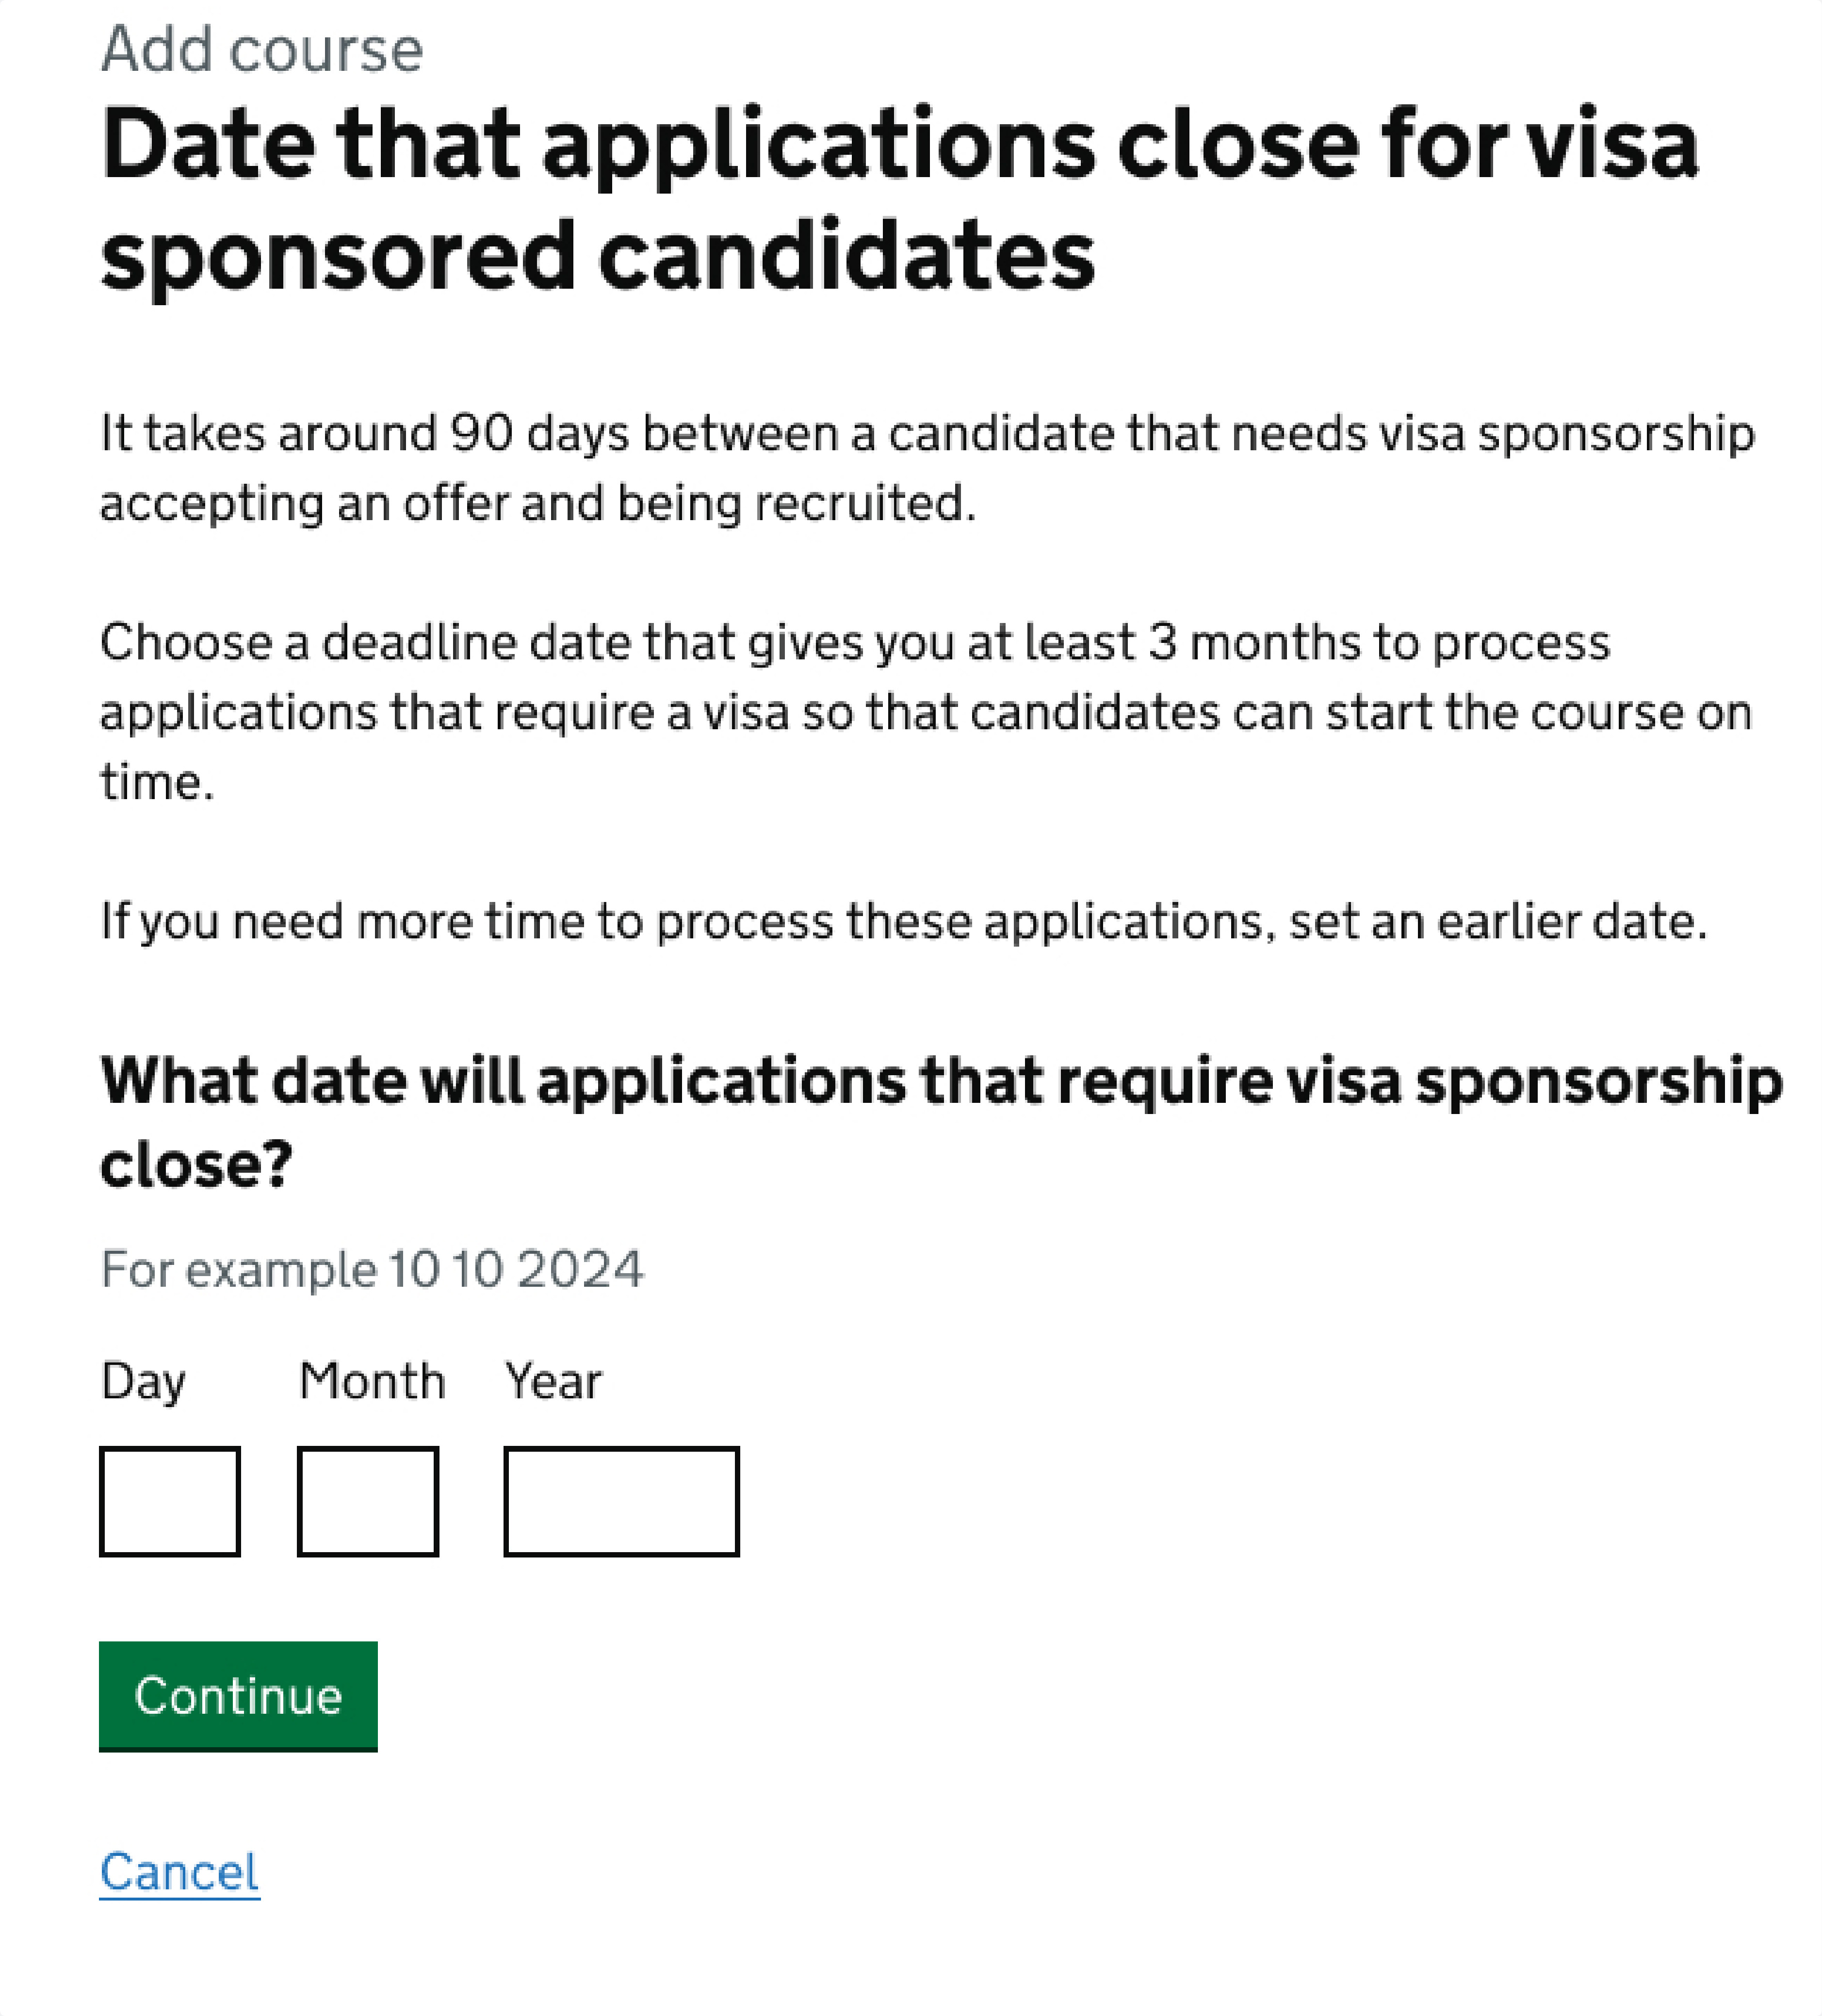 Add course
Date that applications close for visa
sponsored candidates
It takes around 90 days between a candidate that needs visa sponsorship
accepting an offer and being recruited.
Choose a deadline date that gives you at least 3 months to process
applications that require a visa so that candidates can start the course on
time.
If you need more time to process these applications, set an earlier date.
What date will applications that require visa sponsorship
close?
For example 10 10 2024
Day Month Year
Continue
Cancel